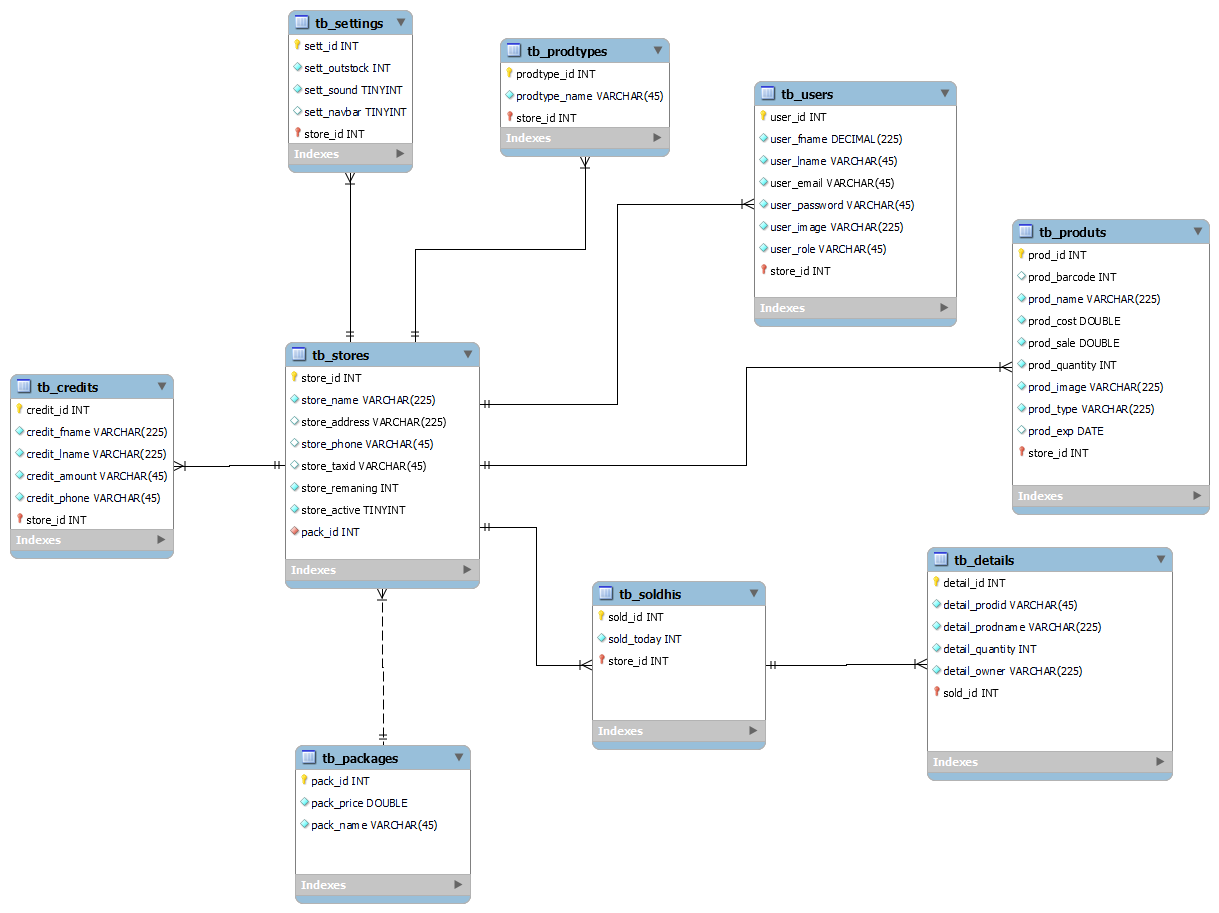 tb_settings
sett_id INT
sett_outstock INT
sett_sound TINYINT
sett_navbar TINYINT
store_id INT
Indexes
tb_prodtypes
prodtype_id INT
prodtype_name VARCHAR(45)
store_id INT
Indexes
tb_users
user_id INT
user_fname DECIMAL(225)
user_lname VARCHAR(45)
user_email VARCHAR(45)
user_password VARCHAR(45)
user_image VARCHAR(225)
user_role VARCHAR(45)
store_id INT
Indexes
tb_produts
prod_id INT
prod_barcode INT
prod_name VARCHAR(225)
prod_cost DOUBLE
prod_sale DOUBLE
prod_quantity INT
prod_image VARCHAR(225)
prod_type VARCHAR(225)
prod_exp DATE
store_id INT
Indexes
tb_stores
store_id INT
store_name VARCHAR(225)
store_address VARCHAR(225)
store_phone VARCHAR(45)
store_taxid VARCHAR(45)
store_remaning INT
store_active TINYINT
pack_id INT
Indexes
tb_credits
credit_id INT
credit_fname VARCHAR(225)
credit_lname VARCHAR(225)
credit_amount VARCHAR(45)
credit_phone VARCHAR(45)
store_id INT
Indexes
tb_soldhis
sold_id INT
sold_today INT
store_id INT
Indexes
tb_details
detail_id INT
detail_prodid VARCHAR(45)
detail_prodname VARCHAR(225)
detail_quantity INT
detail_owner VARCHAR(225)
sold_id INT
Indexes
tb_packages
pack_id INT
pack_price DOUBLE
pack_name VARCHAR(45)
Indexes